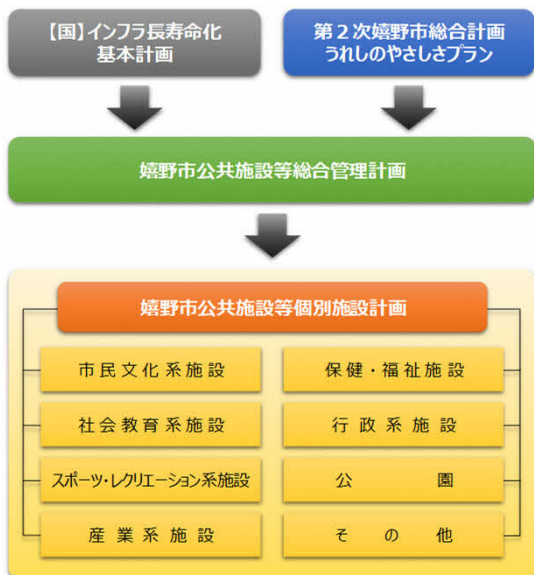 【国】インフラ長寿命化
基本計画
第2次嬉野市総合計画
うれしのやさしさプラン
嬉野市公共施設等総合管理計画
嬉野市公共施設等個別施設計画
市民文化系施設
保健・福祉施設
社会教育系施設
行政系施設
スポーツ・レクリエーション系施設
公園
産業系施設
その他